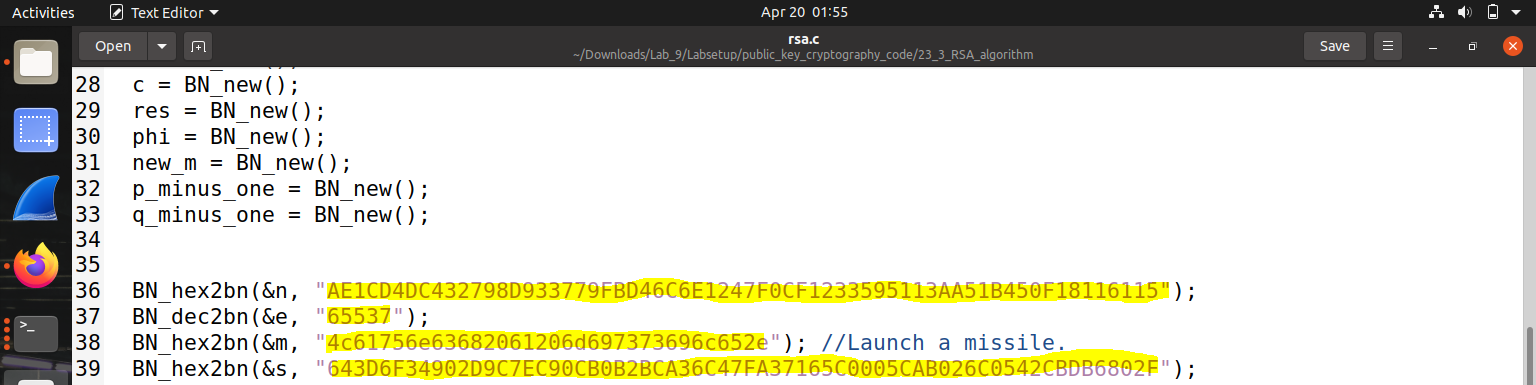 Activities Text Editor Apr 20 01:55
Open rsa.c Save
~/Downloads/Lab_9/Labsetup/public_key_cryptography_code/23_3_RSA_algorithm
28 c = BN_new();
29 res = BN_new();
30 phi = BN_new();
31 new_m = BN_new();
32 p_minus_one = BN_new();
33 q_minus_one = BN_new();
34
35
36 BN_hex2bn(&n, "AE1CD4DC432798D933779FBD46C6E1247F0CF1233595113AA51B450F18116115");
37 BN_dec2bn(&e, "65537");
38 BN_hex2bn(&m, "4c61756e63682061206d697373696c652e"); //Launch a missile.
39 BN_hex2bn(&s, "643D6F34902D9C7EC90CB0B2BCA36C47FA37165C0005CAB026C0542CBDB6802F");